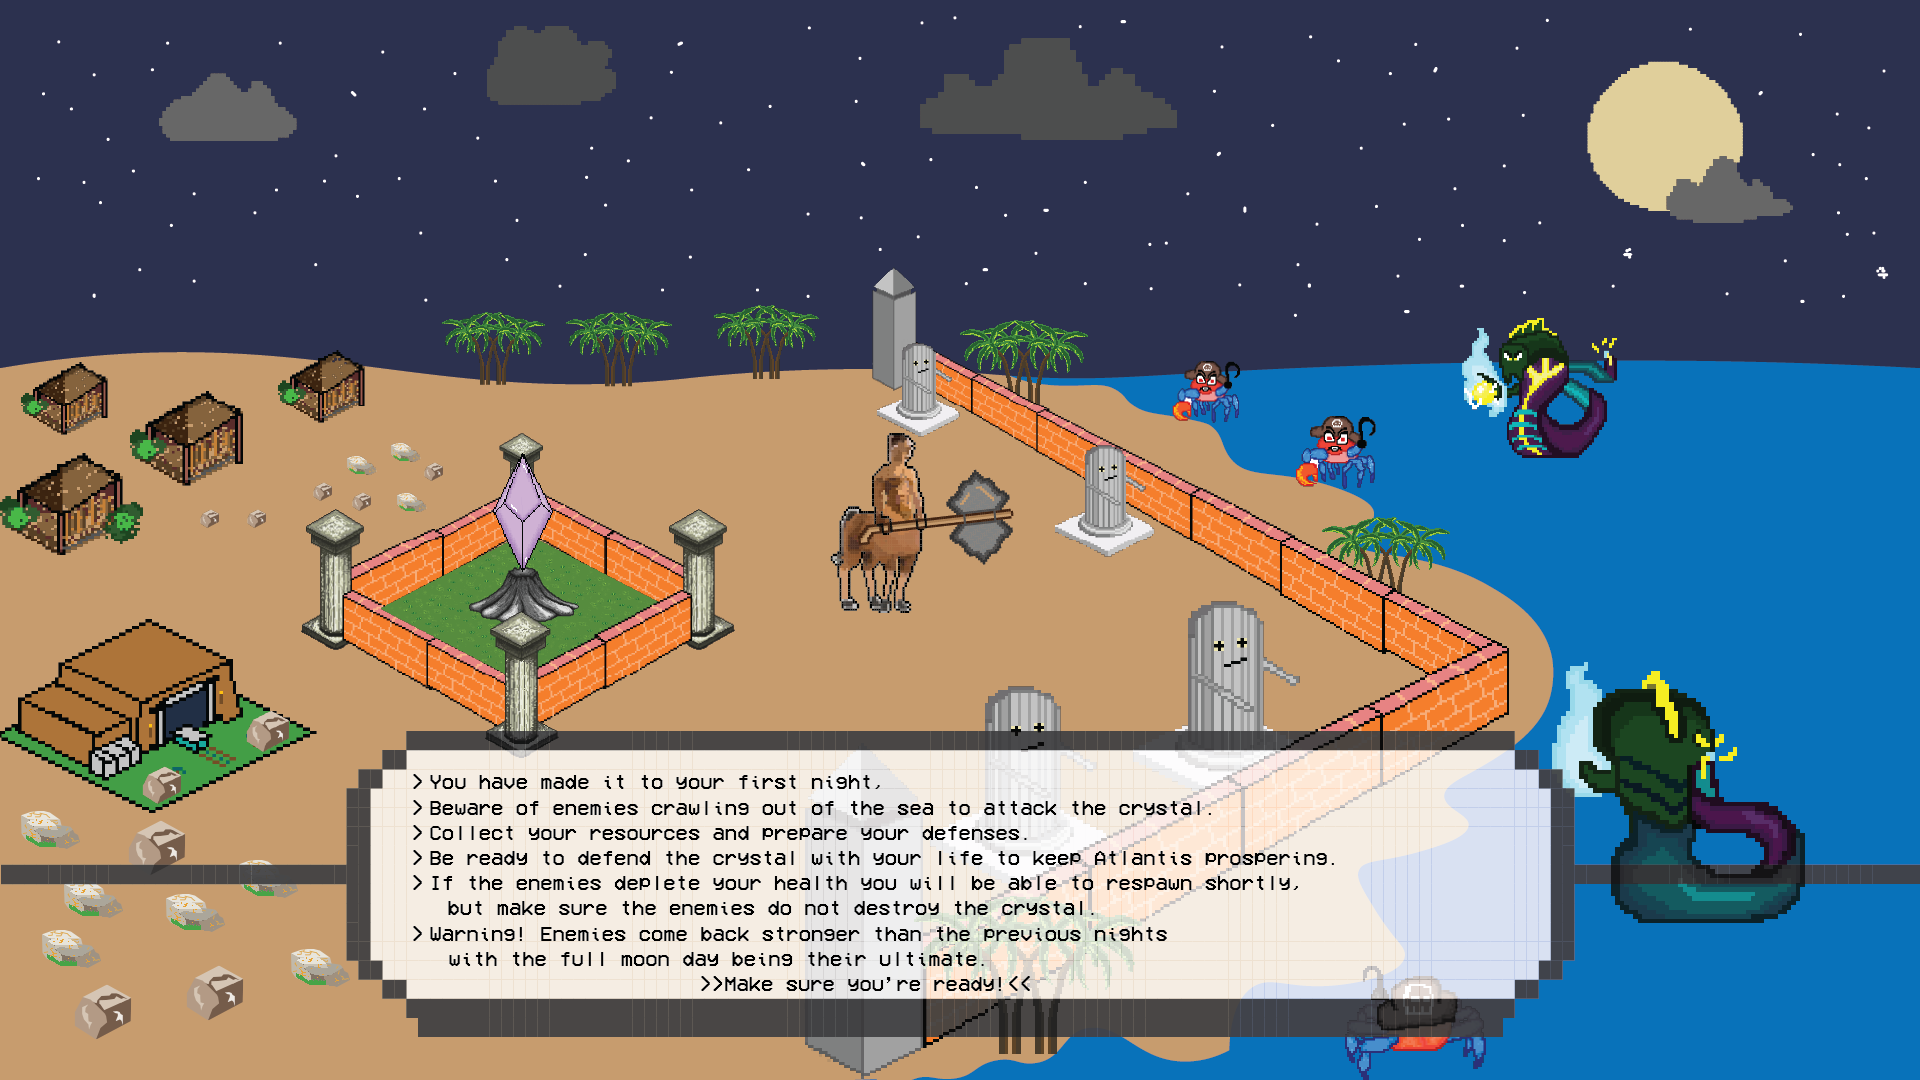 >You have made it to your first night,
>Beware of enemies crawling out of the sea to attack the crystal.
>Collect your resources and prepare your defenses.
>Be ready to defend the crystal with your life to keep Atlantis prospering.
>If the enemies deplete your health you will be able to respawn shortly,
but make sure the enemies do not destroy the crystal.
>Warning! Enemies come back stronger than the previous nights
with the full moon day being their ultimate.
>>Make sure you're ready!<<